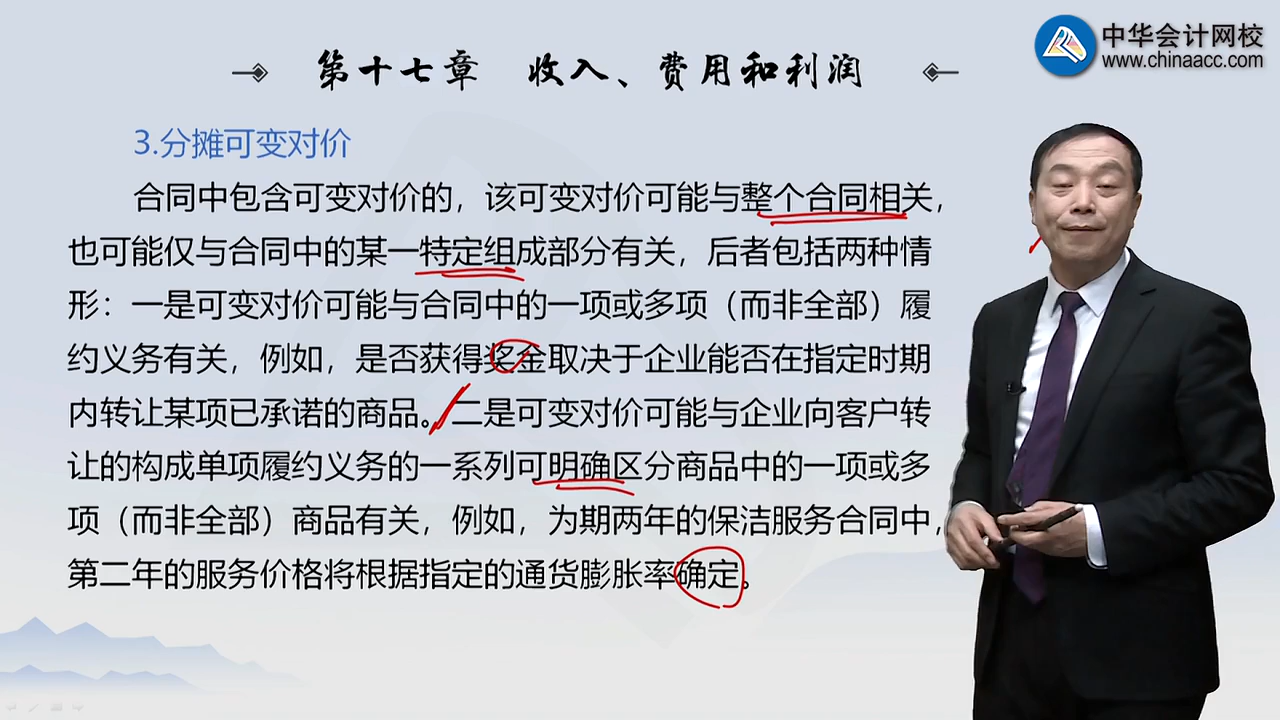 中华会计网校
www.chinaacc.com
第十七章 收入、费用和利润
3.分摊可变对价
合同中包含可变对价的，该可变对价可能与整个合同相关，
也可能仅与合同中的某一特定组成部分有关，后者包括两种情
形：一是可变对价可能与合同中的一项或多项（而非全部）履
约义务有关，例如，是否获得奖金取决于企业能否在指定时期
内转让某项已承诺的商品。二是可变对价可能与企业向客户转
让的构成单项履约义务的一系列可明确区分商品中的一项或多
项（而非全部）商品有关，例如，为期两年的保洁服务合同中，
第二年的服务价格将根据指定的通货膨胀率确定。